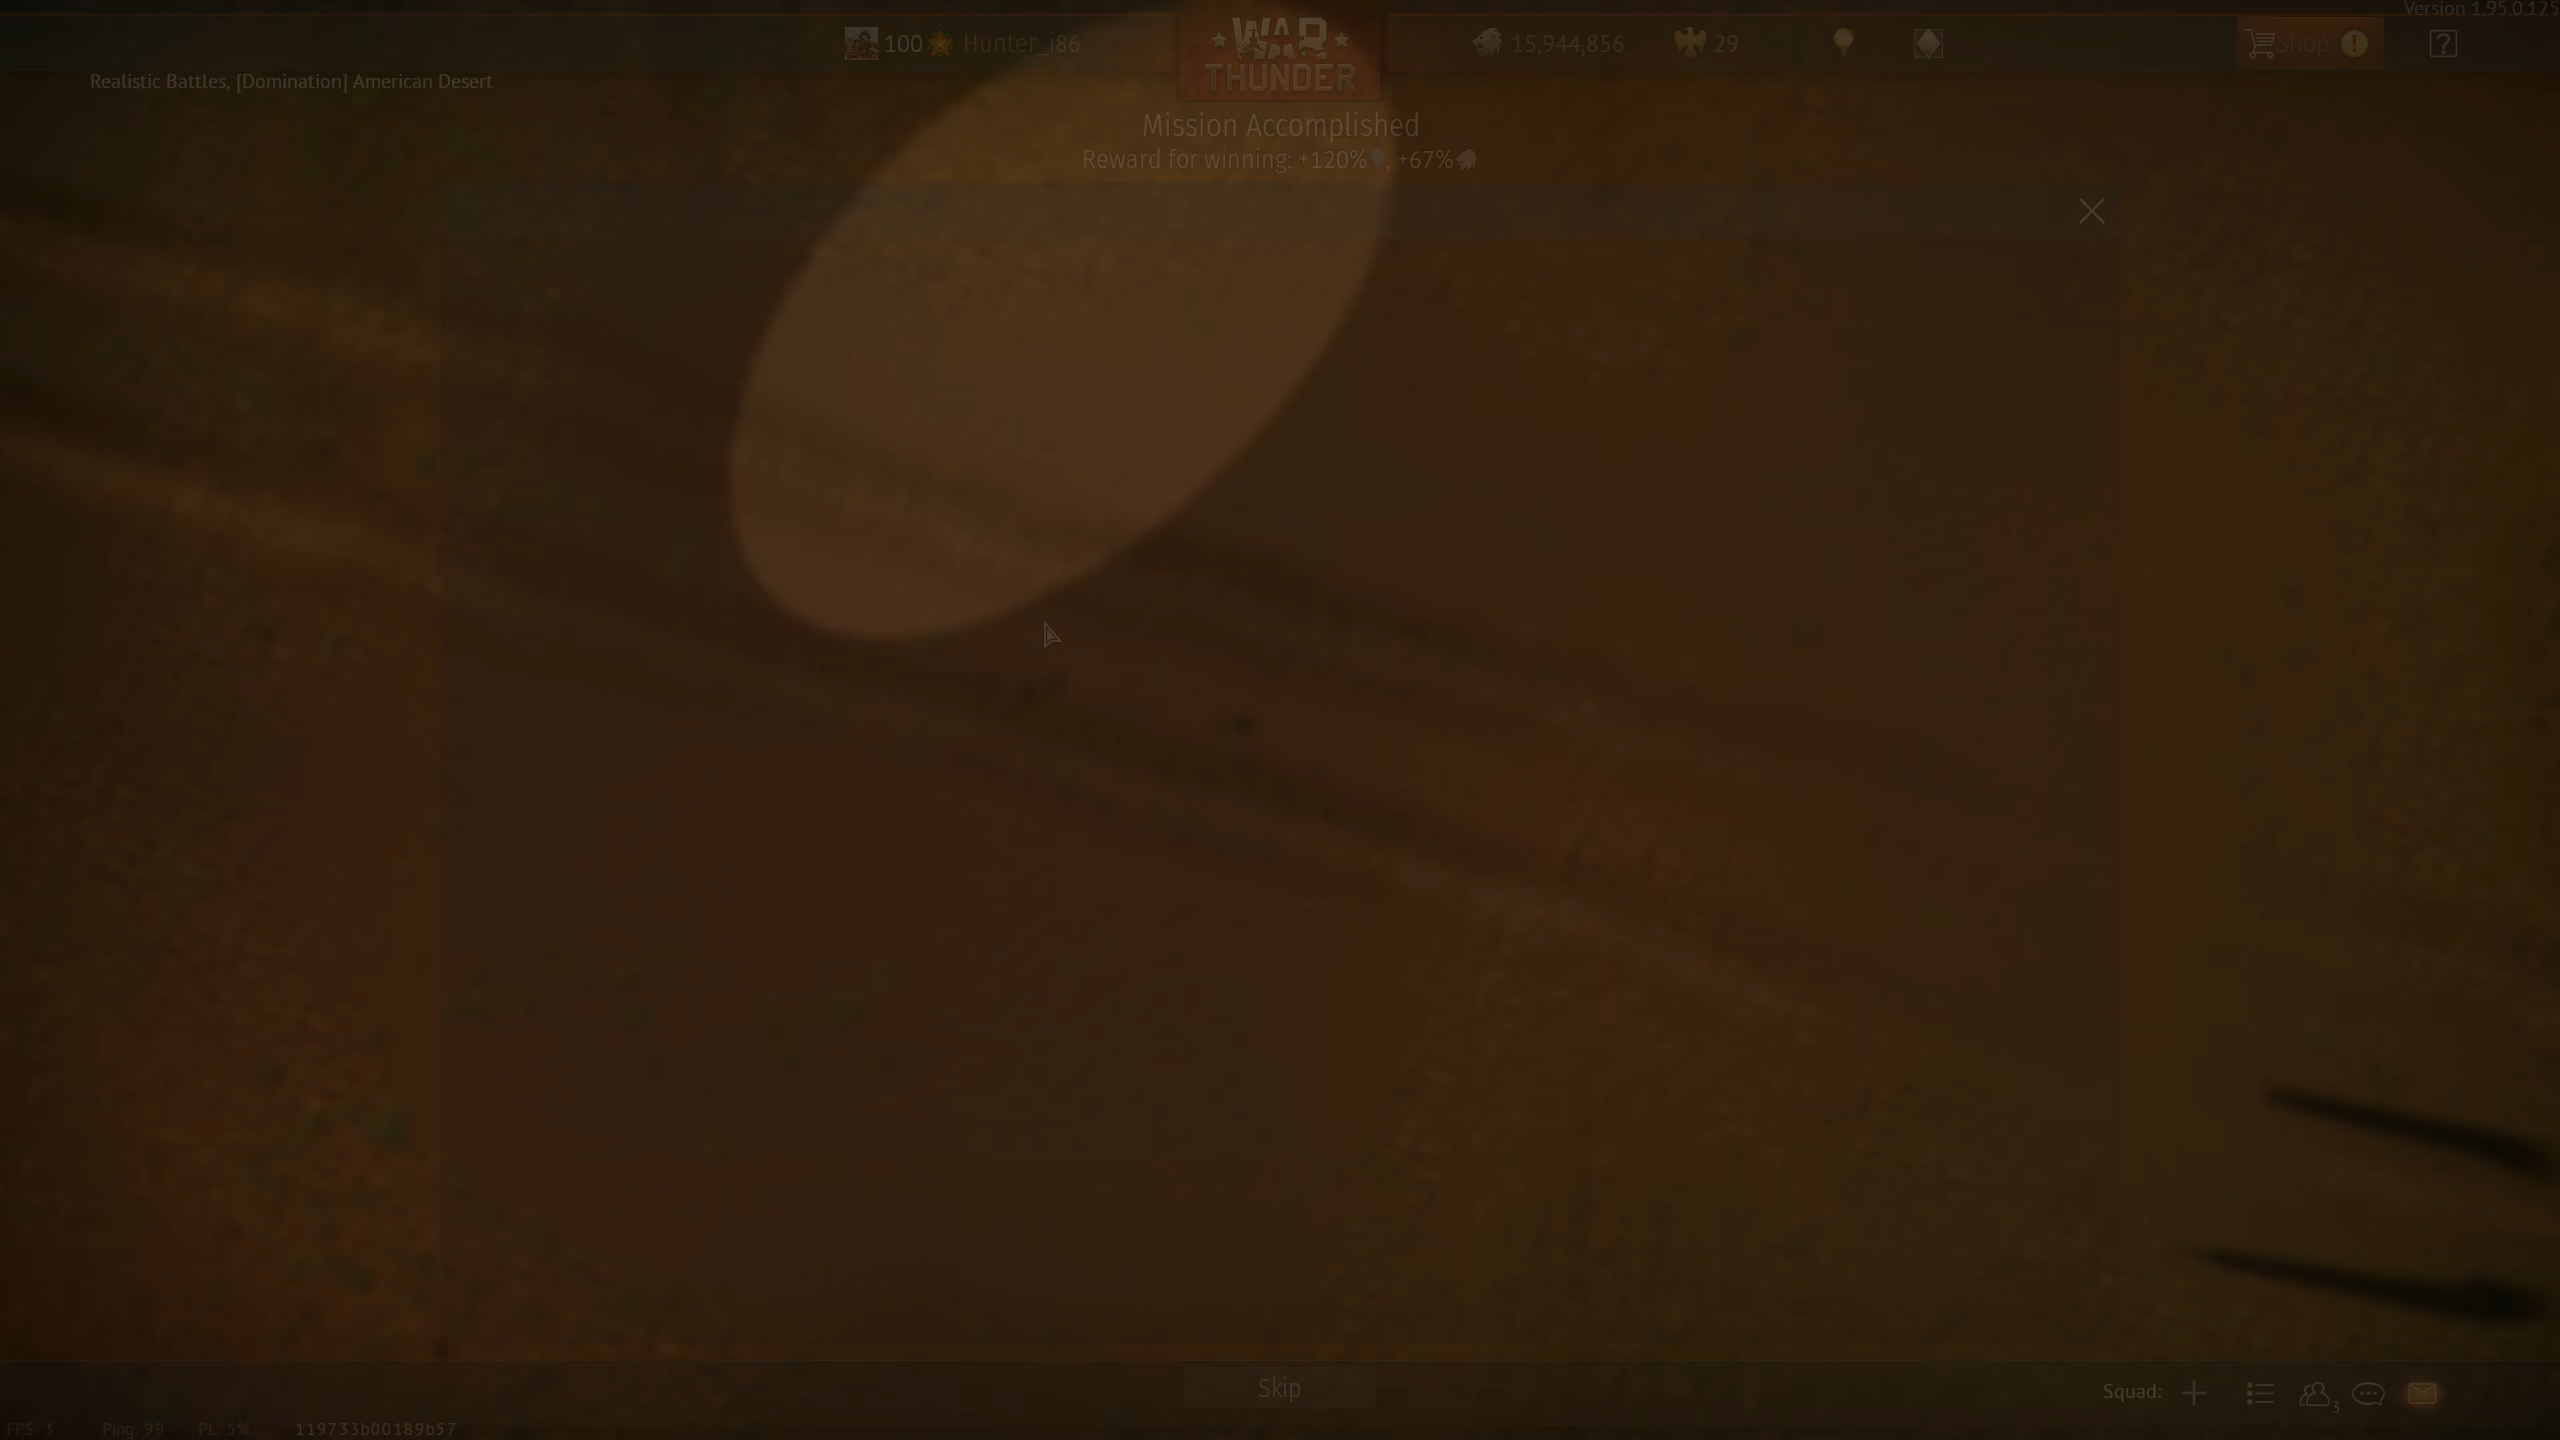 Version 1.95.0.125
100 Hunter_i86
WAR THUNDER
15,944,856
29
Shop
Realistic Battles, [Domination] American Desert
Mission Accomplished
Reward for winning: +120%, +67%
Skip
Squad:
3
FPS: 3 Ping: 99 PL: 5% 119733b00189b57